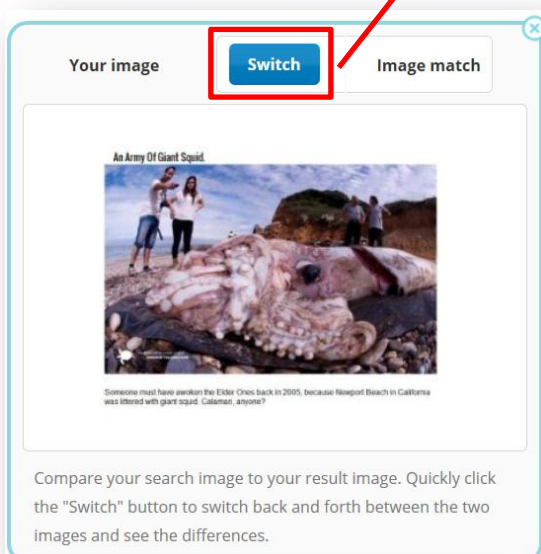 Your image
Switch
Image match
An Army Of Giant Squid.
Someone must have awoken the Elder Ones back in 2005, because Newport Beach in California
was littered with giant squid. Calamari, anyone?
Compare your search image to your result image. Quickly click
the "Switch" button to switch back and forth between the two
images and see the differences.